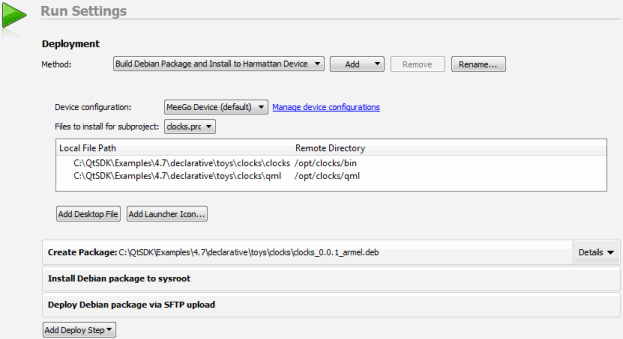 Run Settings
Deployment
Method: Build Debian Package and Install to Harmattan Device Add Remove Rename...
Device configuration: MeeGo Device (default) Manage device configurations
Files to install for subproject: clocks.prc
Local File Path Remote Directory
C:\QtSDK\Examples\4.7\declarative\toys\clocks\clocks /opt/clocks/bin
C:\QtSDK\Examples\4.7\declarative\toys\clocks\qml /opt/clocks/qml
Add Desktop File Add Launcher Icon...
Create Package: C:\QtSDK\Examples\4.7\declarative\toys\clocks\clocks_0.0.1_armel.deb Details
Install Debian package to sysroot
Deploy Debian package via SFTP upload
Add Deploy Step